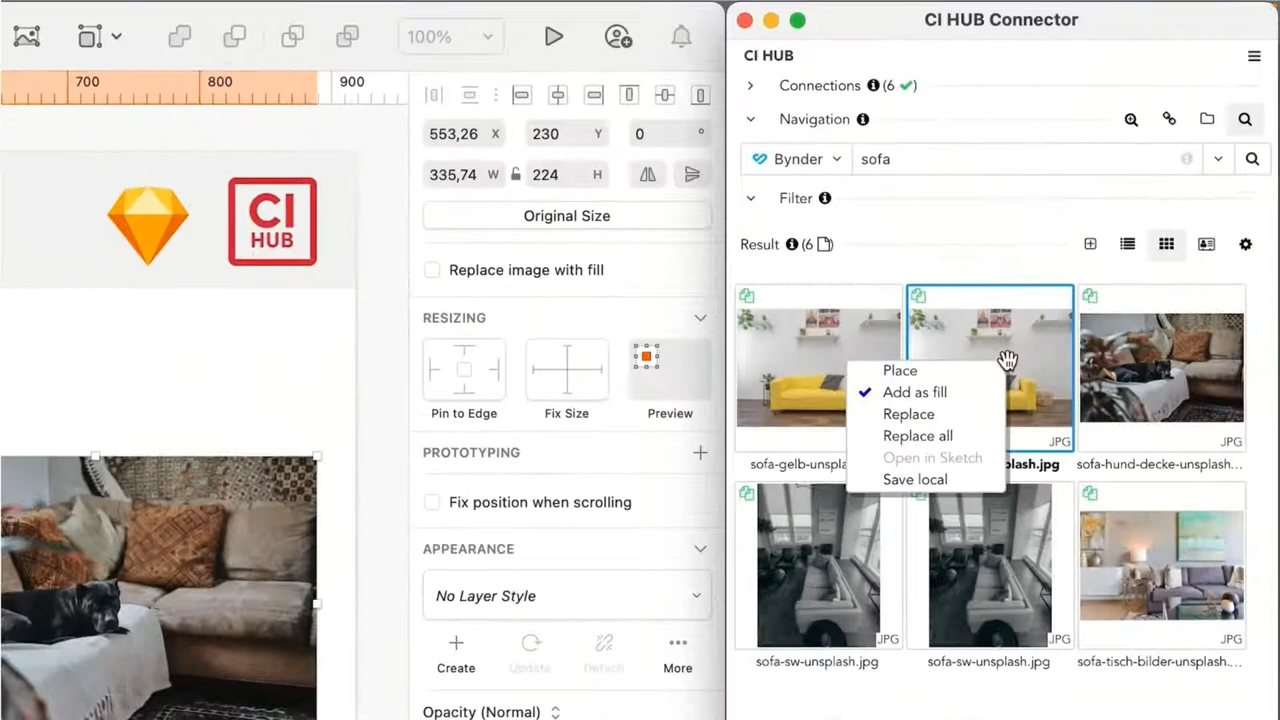 100%
700
800
900
553,26 X
230 Y
0 °
335,74 W
224 H
Original Size
Replace image with fill
RESIZING
Pin to Edge
Fix Size
Preview
PROTOTYPING
Fix position when scrolling
APPEARANCE
No Layer Style
Create
Update
Detach
More
Opacity (Normal)
CI
HUB
CI HUB Connector
CI HUB
Connections (6 )
Navigation
Bynder
sofa
Filter
Result (6
Place
Add as fill
Replace
Replace all
Open in Sketch
Save local
JPG
JPG
sofa-gelb-unspla
lash.jpg
sofa-hund-decke-unsplash...
JPG
JPG
JPG
sofa-sw-unsplash.jpg
sofa-sw-unsplash.jpg
sofa-tisch-bilder-unsplash....